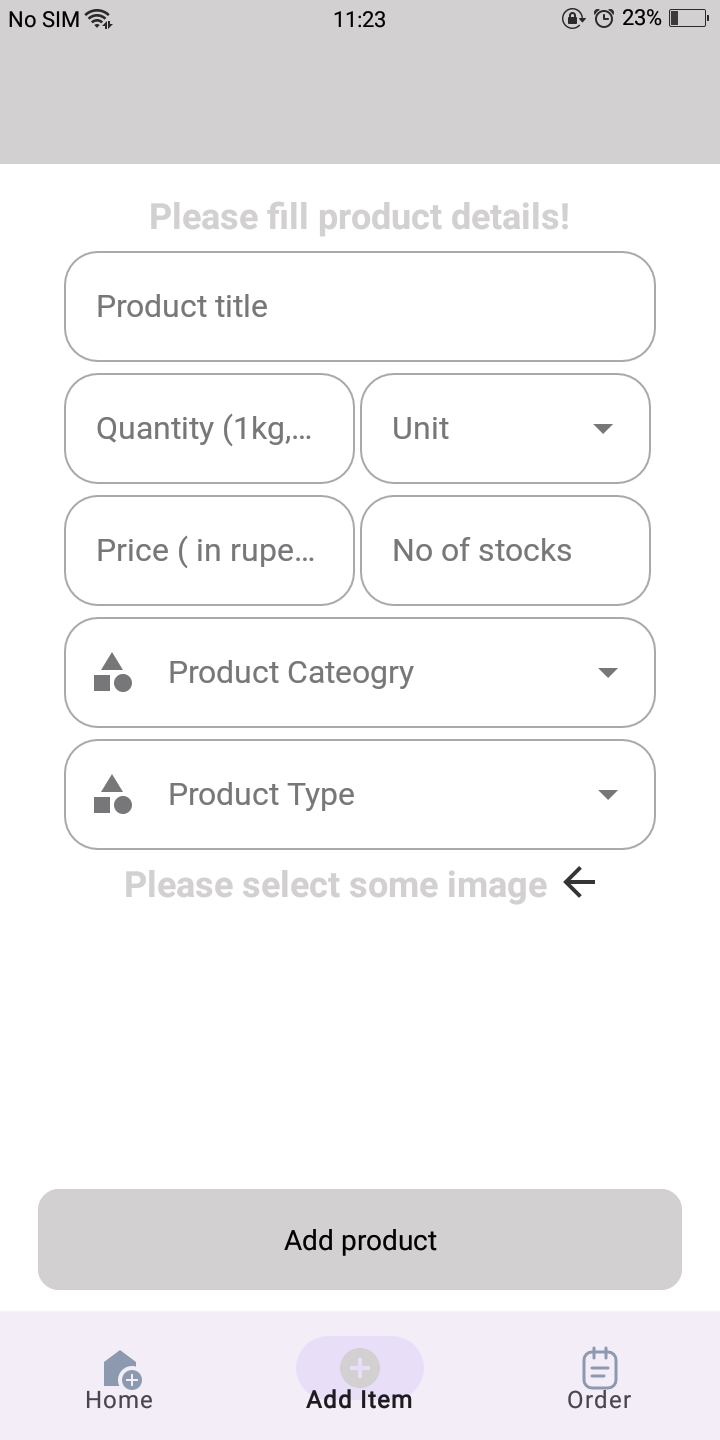 No SIM 11:23 23%
Please fill product details!
Product title
Quantity (1kg,... Unit
Price ( in rupe... No of stocks
Product Cateogry
Product Type
Please select some image
Add product
Home Add Item Order